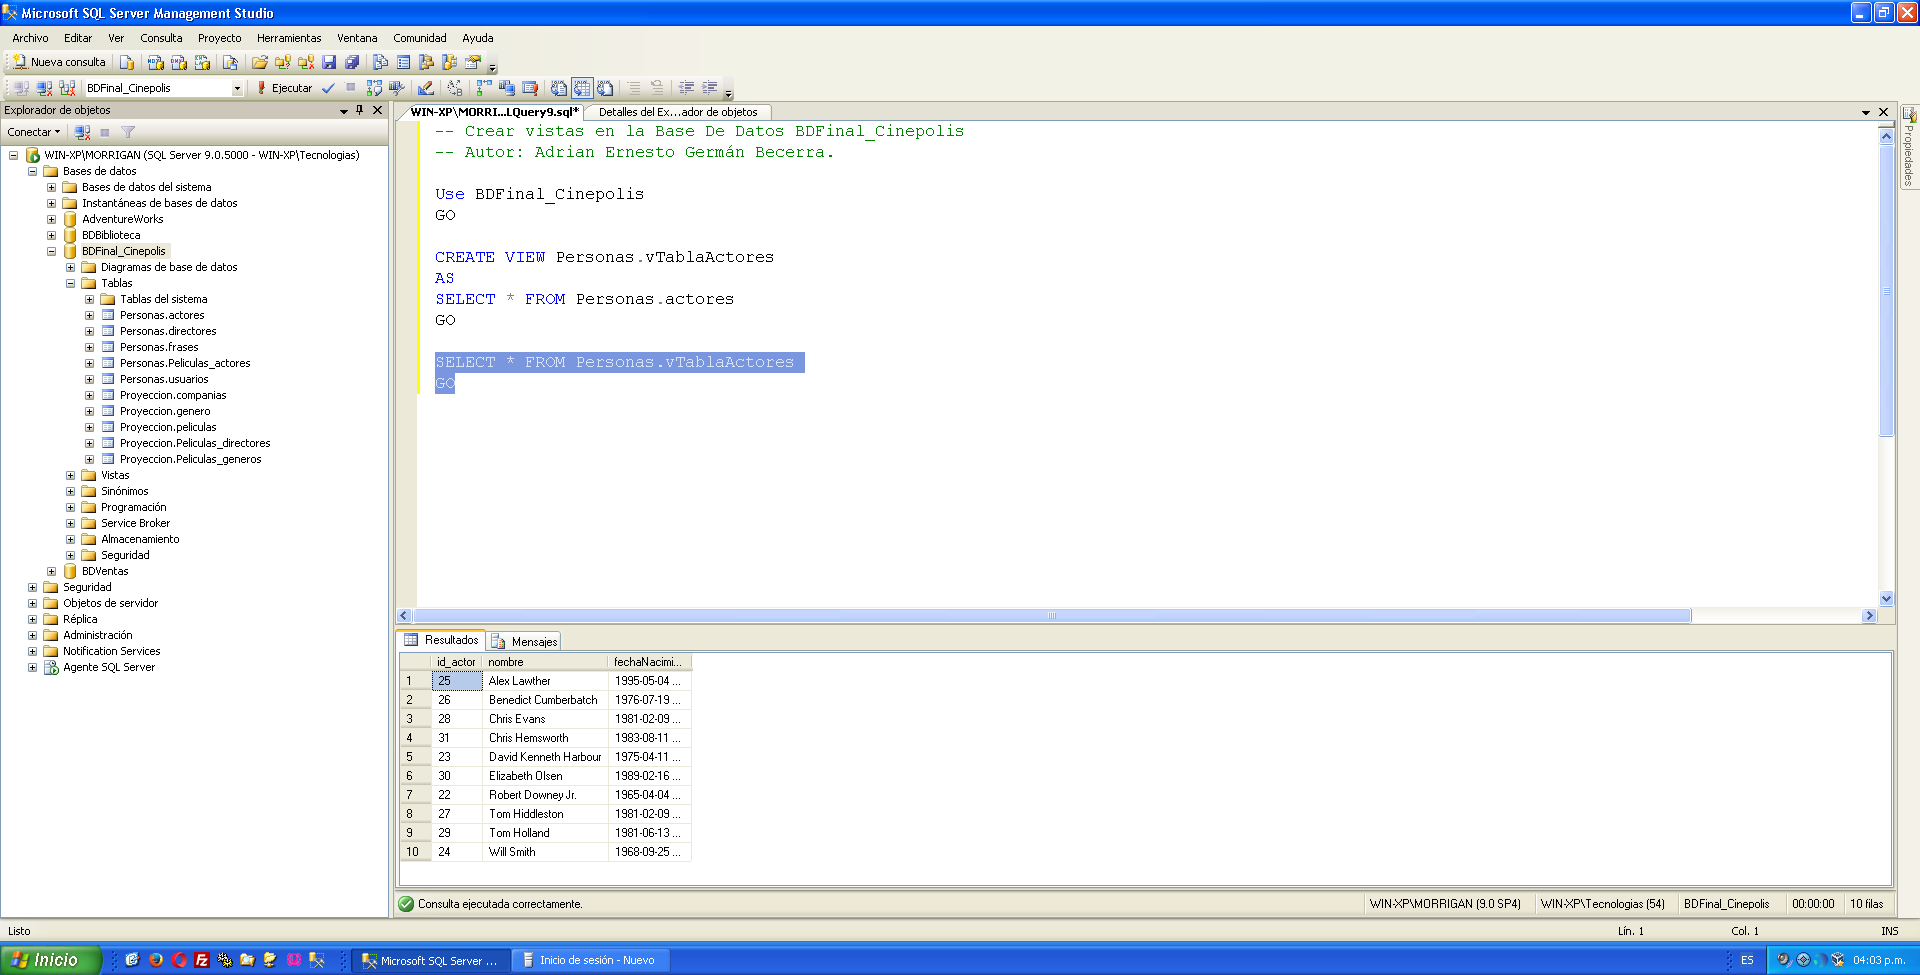 Microsoft SQL Server Management Studio
Archivo Editar Ver Consulta Proyecto Herramientas Ventana Comunidad Ayuda
Nueva consulta
BDFinal_Cinepolis Ejecutar
Explorador de objetos
Conectar
WIN-XP\MORRIGAN (SQL Server 9.0.5000 - WIN-XP\Tecnologias)
Bases de datos
Bases de datos del sistema
Instantáneas de bases de datos
AdventureWorks
BDBiblioteca
BDFinal_Cinepolis
Diagramas de base de datos
Tablas
Tablas del sistema
Personas.actores
Personas.directores
Personas.frases
Personas.Peliculas_actores
Personas.usuarios
Proyeccion.companias
Proyeccion.genero
Proyeccion.peliculas
Proyeccion.Peliculas_directores
Proyeccion.Peliculas_generos
Vistas
Sinónimos
Programación
Service Broker
Almacenamiento
Seguridad
BDVentas
Seguridad
Objetos de servidor
Réplica
Administración
Notification Services
Agente SQL Server
WIN-XP\MORRI...LQuery9.sql* Detalles del Ex...ador de objetos
-- Crear vistas en la Base De Datos BDFinal_Cinepolis
-- Autor: Adrian Ernesto Germán Becerra.
Use BDFinal_Cinepolis
GO
CREATE VIEW Personas.vTablaActores
AS
SELECT * FROM Personas.actores
GO
SELECT * FROM Personas.vTablaActores
GO
Propiedades
Resultados Mensajes
id_actor nombre fechaNacimi...
1 25 Alex Lawther 1995-05-04 ...
2 26 Benedict Cumberbatch 1976-07-19 ...
3 28 Chris Evans 1981-02-09 ...
4 31 Chris Hemsworth 1983-08-11 ...
5 23 David Kenneth Harbour 1975-04-11 ...
6 30 Elizabeth Olsen 1989-02-16 ...
7 22 Robert Downey Jr. 1965-04-04 ...
8 27 Tom Hiddleston 1981-02-09 ...
9 29 Tom Holland 1981-06-13 ...
10 24 Will Smith 1968-09-25 ...
Consulta ejecutada correctamente. WIN-XP\MORRIGAN (9.0 SP4) WIN-XP\Tecnologias (54) BDFinal_Cinepolis 00:00:00 10 filas
Listo Lín. 1 Col. 1 INS
Inicio Microsoft SQL Server ... Inicio de sesión - Nuevo ES 04:03 p.m.